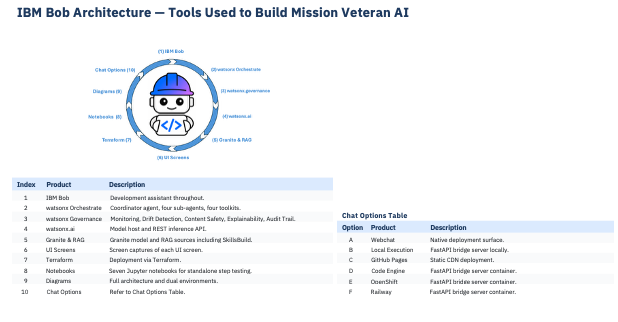 IBM Bob Architecture — Tools Used to Build Mission Veteran AI
(1) IBM Bob
Chat Options (10)
(2) watsonx Orchestrate
Diagrams (9)
(3) watsonx governance
Notebooks (8)
(4) watsonx.ai
Terraform (7)
(5) Granite & RAG
(6) UI Screens
</>
Index Product Description
1 IBM Bob Development assistant throughout.
2 watsonx Orchestrate Coordinator agent, four sub-agents, four toolkits.
3 watsonx Governance Monitoring, Drift Detection, Content Safety, Explainability, Audit Trail.
4 watsonx.ai Model host and REST inference API.
5 Granite & RAG Granite model and RAG sources including SkillsBuild.
6 UI Screens Screen captures of each UI screen.
7 Terraform Deployment via Terraform.
8 Notebooks Seven Jupyter notebooks for standalone step testing.
9 Diagrams Full architecture and dual environments.
10 Chat Options Refer to Chat Options Table.
Chat Options Table
Option Product Description
A Webchat Native deployment surface.
B Local Execution FastAPI bridge server locally.
C GitHub Pages Static CDN deployment.
D Code Engine FastAPI bridge server container.
E OpenShift FastAPI bridge server container.
F Railway FastAPI bridge server container.